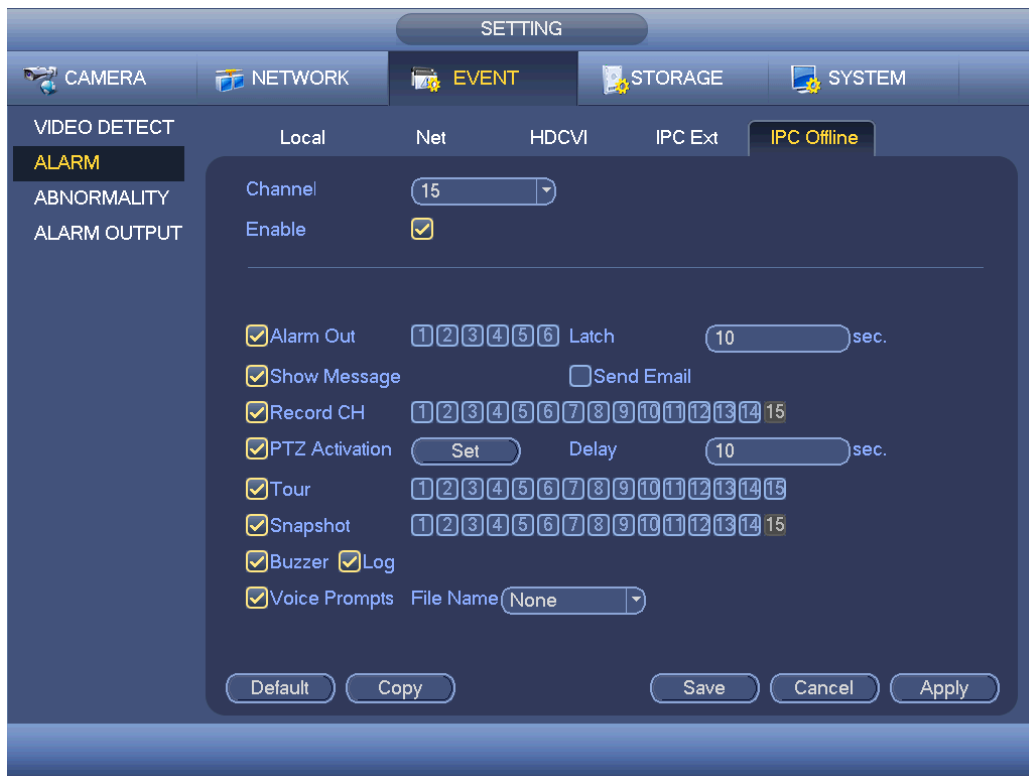 SETTING
CAMERA NETWORK EVENT STORAGE SYSTEM
VIDEO DETECT
ALARM
ABNORMALITY
ALARM OUTPUT
Local Net HDCVI IPC Ext IPC Offline
Channel 15
Enable
Alarm Out 1 2 3 4 5 6 Latch 10 sec.
Show Message Send Email
Record CH 1 2 3 4 5 6 7 8 9 10 11 12 13 14 15
PTZ Activation Set Delay 10 sec.
Tour 1 2 3 4 5 6 7 8 9 10 11 12 13 14 15
Snapshot 1 2 3 4 5 6 7 8 9 10 11 12 13 14 15
Buzzer Log
Voice Prompts File Name None
Default Copy Save Cancel Apply